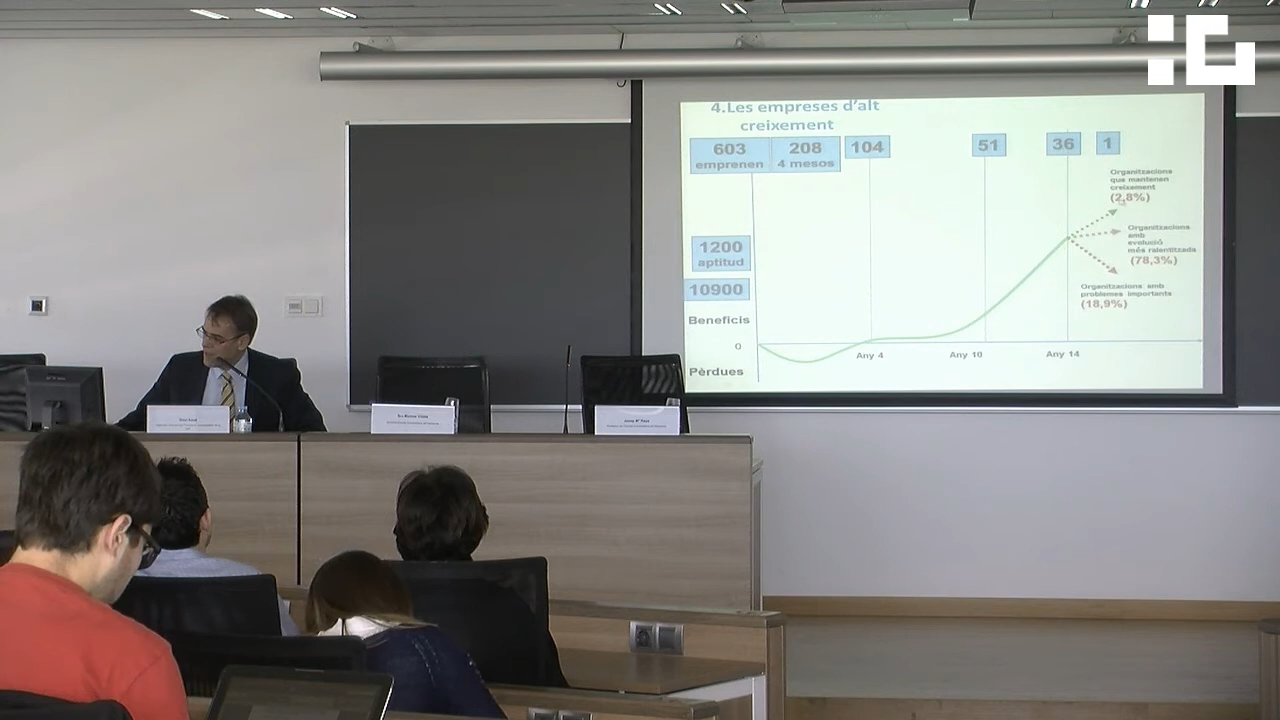 4.Les empreses d'alt
creixement
603
emprenen
208
4 mesos
104
51
36
1
Organitzacions
que mantenen
creixement
(2,8%)
Organitzacions
amb
evolució
més ralentitzada
(78,3%)
Organitzacions amb
problemes importants
(18,9%)
1200
aptitud
10900
Beneficis
0
Pèrdues
Any 4
Any 10
Any 14